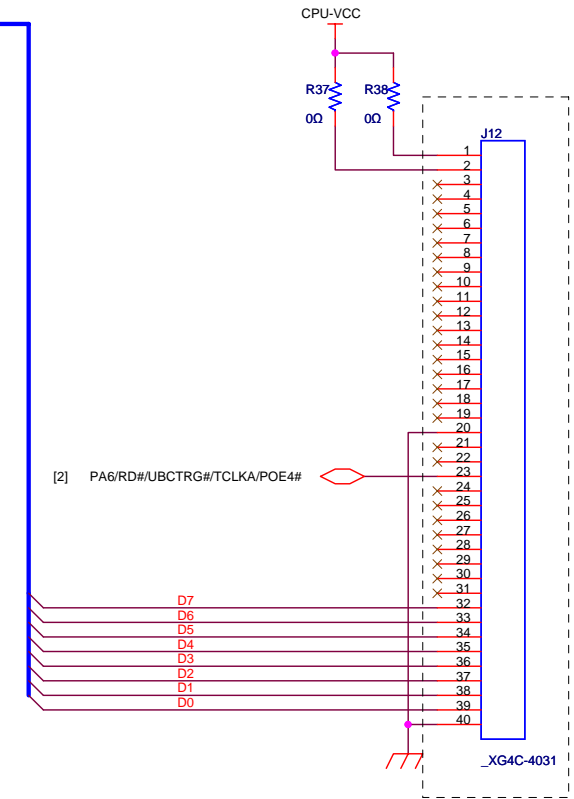 CPU-VCC
R37
R38
0Ω
0Ω
J12
1
2
3
4
5
6
7
8
9
10
11
12
13
14
15
16
17
18
19
20
21
22
23
[2] PA6/RD#/UBCTRG#/TCLKA/POE4#
24
25
26
27
28
29
30
31
D7 32
D6 33
D5 34
D4 35
D3 36
D2 37
D1 38
D0 39
40
_XG4C-4031